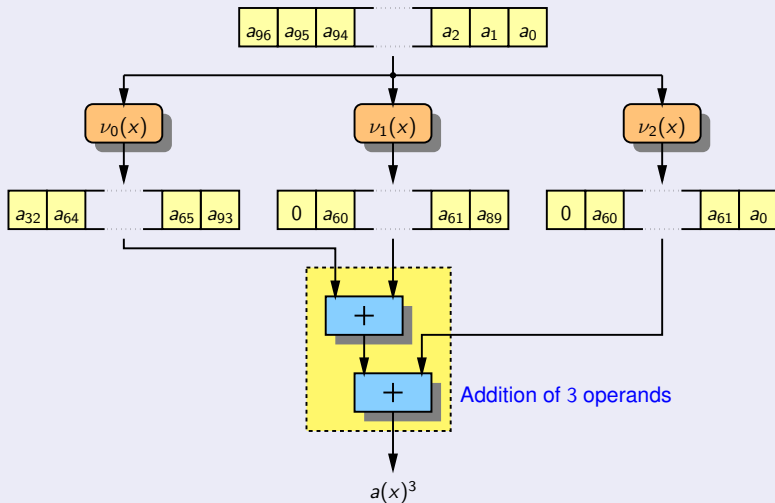 a₉₆ a₉₅ a₉₄ a₂ a₁ a₀
ν₀(x) ν₁(x) ν₂(x)
a₃₂ a₆₄ a₆₅ a₉₃ 0 a₆₀ a₆₁ a₈₉ 0 a₆₀ a₆₁ a₀
+
+
Addition of 3 operands
a(x)³